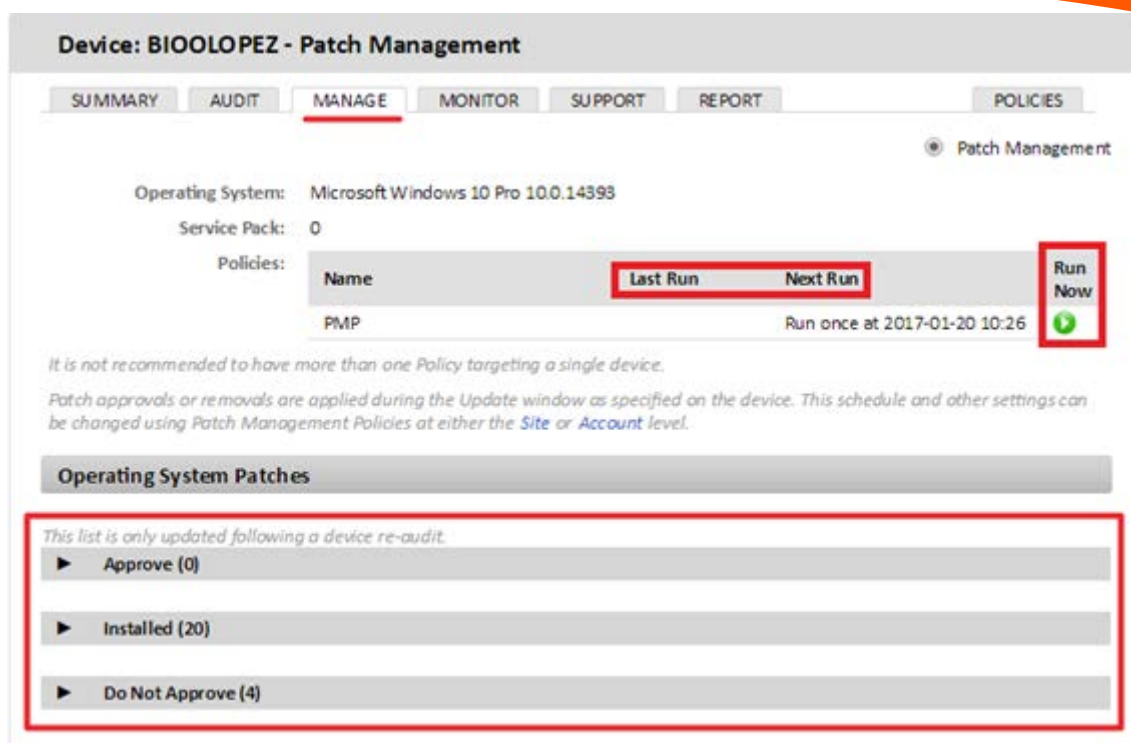 Device: BIOOLOPEZ - Patch Management
SUMMARY AUDIT MANAGE MONITOR SUPPORT REPORT POLICIES
Patch Management
Operating System: Microsoft Windows 10 Pro 10.0.14393
Service Pack: 0
Policies:
Name Last Run Next Run Run Now
PMP Run once at 2017-01-20 10:26
It is not recommended to have more than one Policy targeting a single device.
Patch approvals or removals are applied during the Update window as specified on the device. This schedule and other settings can
be changed using Patch Management Policies at either the Site or Account level.
Operating System Patches
This list is only updated following a device re-audit.
Approve (0)
Installed (20)
Do Not Approve (4)